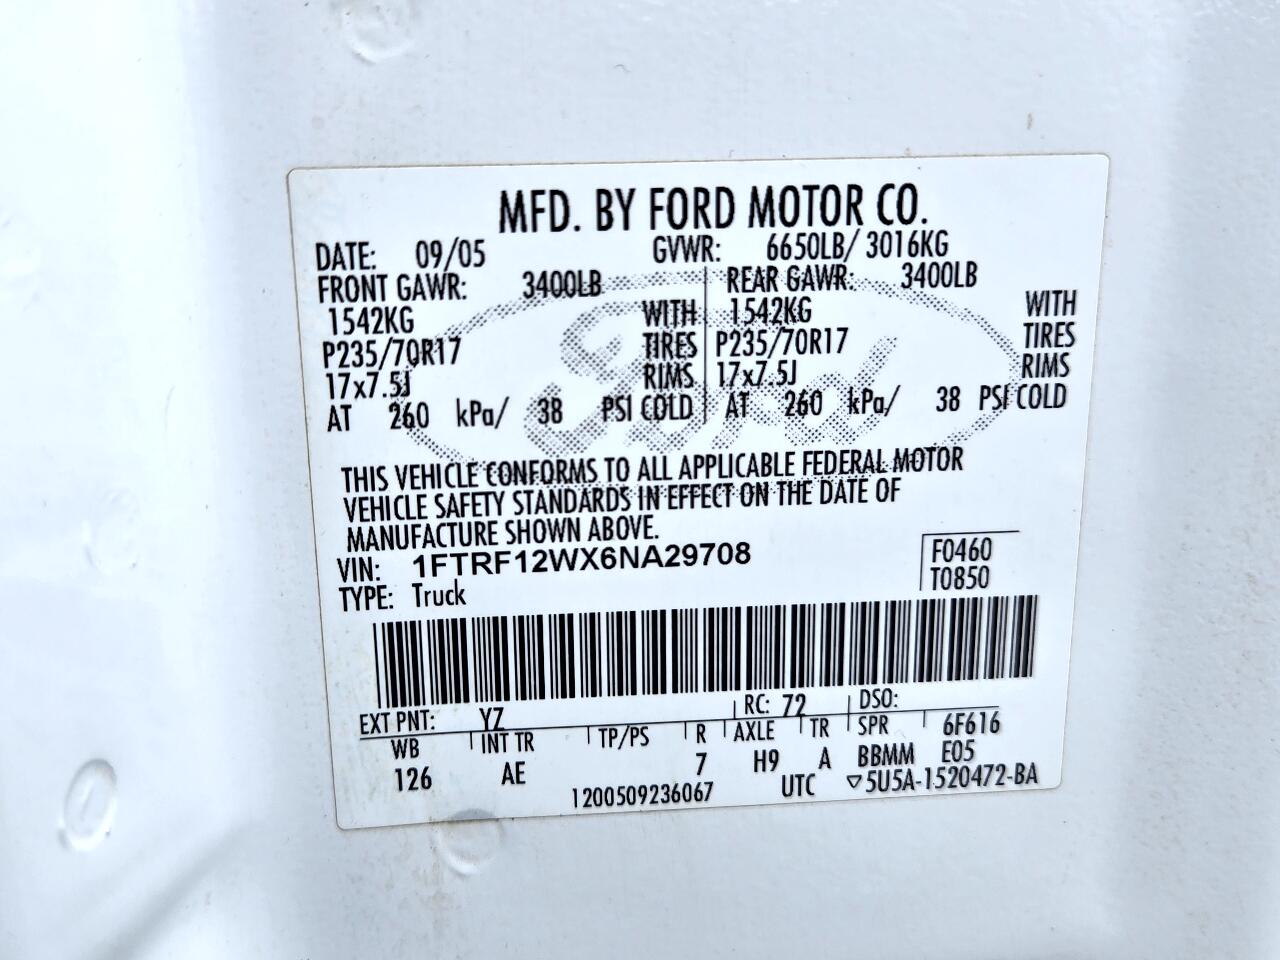 MFD. BY FORD MOTOR CO.
DATE: 09/05 GVWR: 6650LB/ 3016KG
FRONT GAWR: 3400LB REAR GAWR: 3400LB
1542KG WITH 1542KG WITH
P235/70R17 TIRES P235/70R17 TIRES
17x7.5J RIMS 17x7.5J RIMS
AT 260 kPa/ 38 PSI COLD AT 260 kPa/ 38 PSI COLD
Ford
THIS VEHICLE CONFORMS TO ALL APPLICABLE FEDERAL MOTOR
VEHICLE SAFETY STANDARDS IN EFFECT ON THE DATE OF
MANUFACTURE SHOWN ABOVE.
VIN: 1FTRF12WX6NA29708 F0460
TYPE: Truck T0850
EXT PNT: YZ RC: 72 DSO:
WB INT TR TP/PS R AXLE TR SPR 6F616
126 AE 7 H9 A BBMM E05
1200509236067 UTC ▽5U5A-1520472-BA